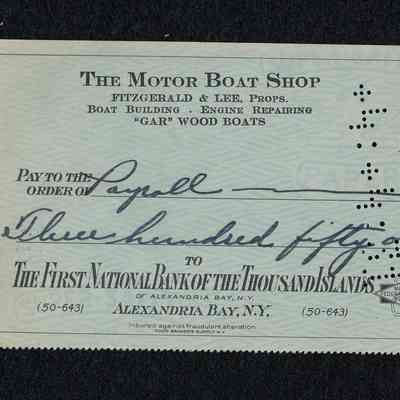 THE MOTOR BOAT SHOP
FITZGERALD & LEE, PROPS.
BOAT BUILDING - ENGINE REPAIRING
"GAR" WOOD BOATS
PAY TO THE
ORDER OF Payroll
Three hundred fifty
TO
THE FIRST NATIONAL BANK OF THE THOUSAND ISLANDS
OF ALEXANDRIA BAY, N.Y.
(50-643) ALEXANDRIA BAY, N.Y. (50-643)
Insured against fraudulent alteration